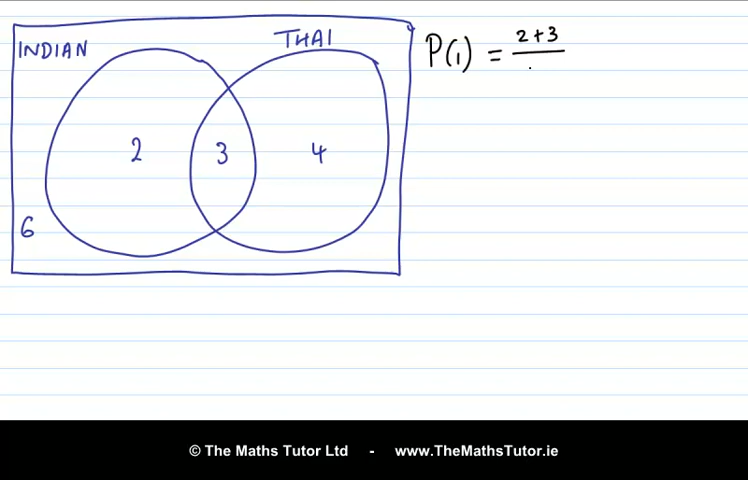 INDIAN THAI
P(I) = 2+3
2 3 4
6
© The Maths Tutor Ltd - www.TheMathsTutor.ie